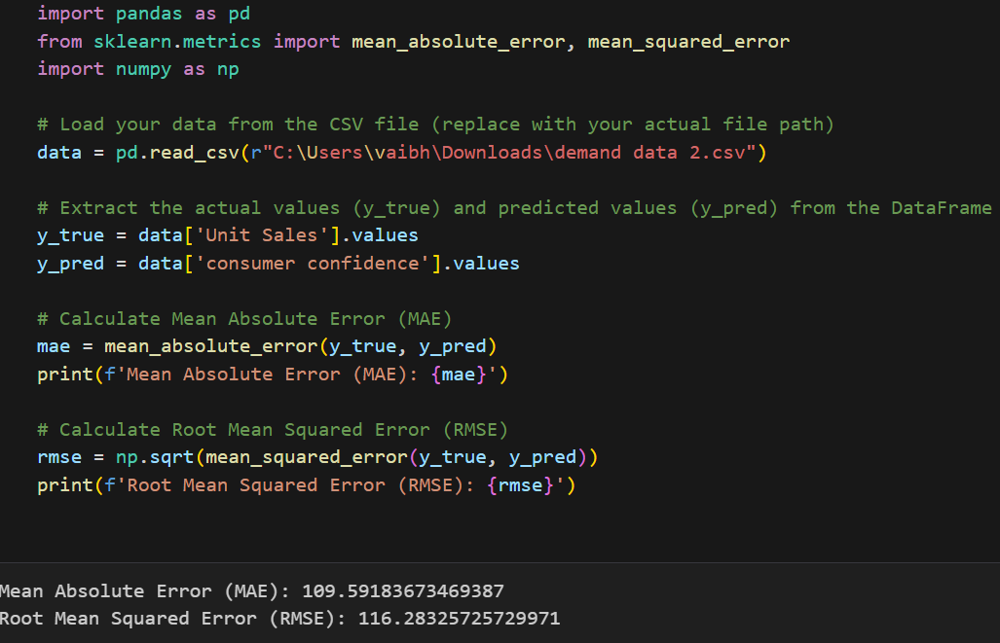 import pandas as pd
from sklearn.metrics import mean_absolute_error, mean_squared_error
import numpy as np
# Load your data from the CSV file (replace with your actual file path)
data = pd.read_csv(r"C:\Users\vaibh\Downloads\demand data 2.csv")
# Extract the actual values (y_true) and predicted values (y_pred) from the DataFrame
y_true = data['Unit Sales'].values
y_pred = data['consumer confidence'].values
# Calculate Mean Absolute Error (MAE)
mae = mean_absolute_error(y_true, y_pred)
print(f'Mean Absolute Error (MAE): {mae}')
# Calculate Root Mean Squared Error (RMSE)
rmse = np.sqrt(mean_squared_error(y_true, y_pred))
print(f'Root Mean Squared Error (RMSE): {rmse}')
Mean Absolute Error (MAE): 109.59183673469387
Root Mean Squared Error (RMSE): 116.28325725729971